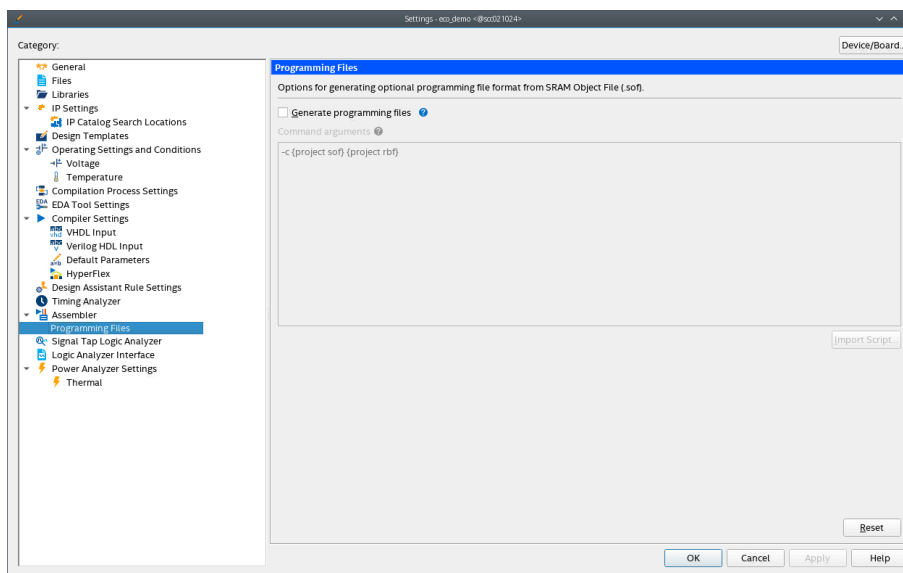 Settings - eco_demo <@scc021024>
Category:
Device/Board..
General
Files
Libraries
IP Settings
IP Catalog Search Locations
Design Templates
Operating Settings and Conditions
Voltage
Temperature
Compilation Process Settings
EDA Tool Settings
Compiler Settings
VHDL Input
Verilog HDL Input
Default Parameters
HyperFlex
Design Assistant Rule Settings
Timing Analyzer
Assembler
Programming Files
Signal Tap Logic Analyzer
Logic Analyzer Interface
Power Analyzer Settings
Thermal
Programming Files
Options for generating optional programming file format from SRAM Object File (.sof).
Generate programming files
Command arguments
-c {project sof} {project rbf}
Import Script...
Reset
OK
Cancel
Apply
Help